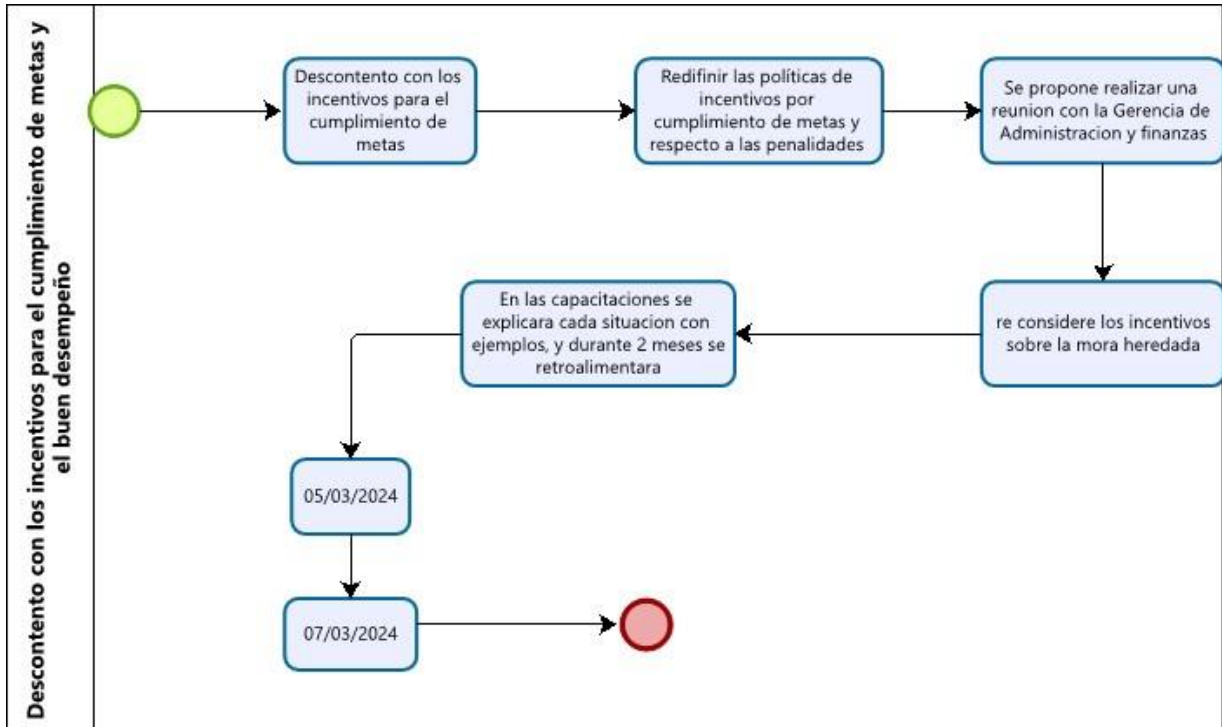 Descontento con los incentivos para el cumplimiento de metas y
el buen desempeño
Descontento con los
incentivos para el
cumplimiento de
metas
Redifinir las políticas de
incentivos por
cumplimiento de metas y
respecto a las penalidades
Se propone realizar una
reunion con la Gerencia de
Administracion y finanzas
re considere los incentivos
sobre la mora heredada
En las capacitaciones se
explicara cada situacion con
ejemplos, y durante 2 meses se
retroalimentara
05/03/2024
07/03/2024